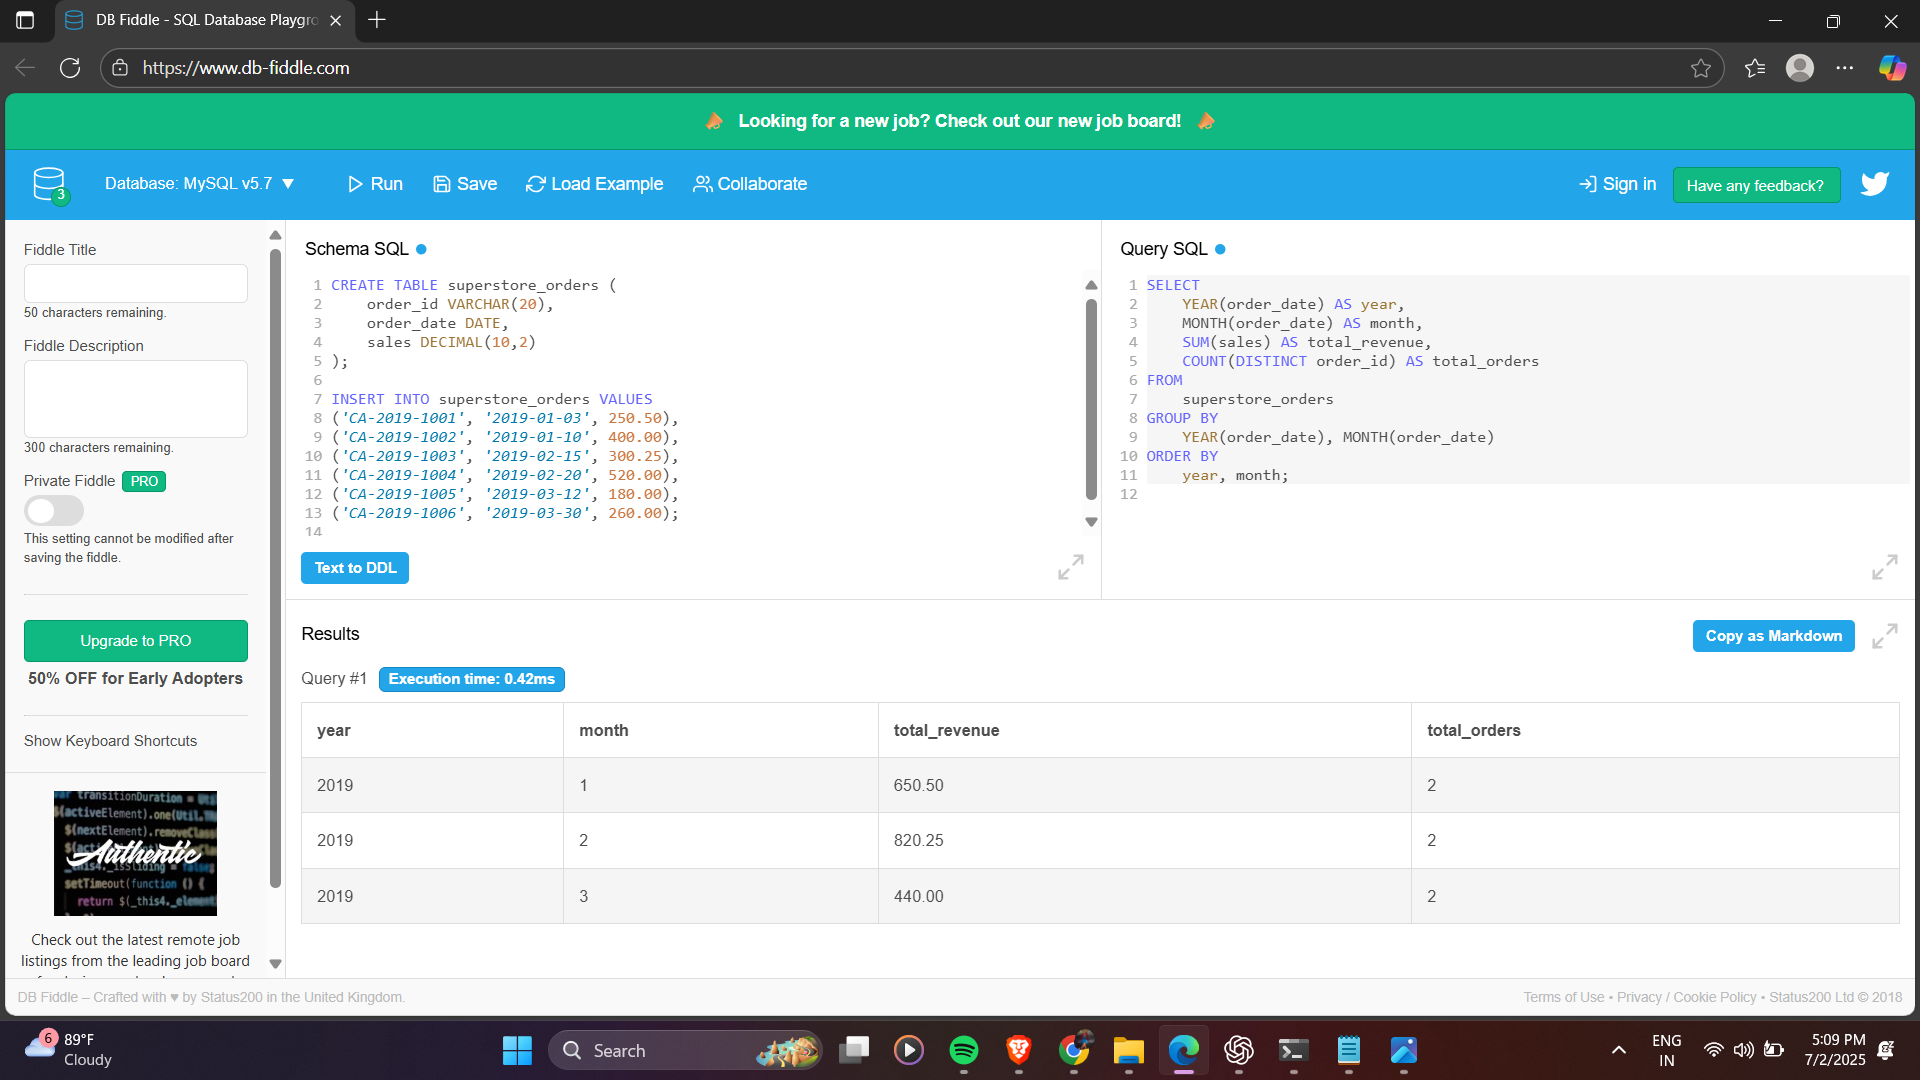 DB Fiddle - SQL Database Playgro
https://www.db-fiddle.com
Looking for a new job? Check out our new job board!
3
Database: MySQL v5.7 ▼
Run
Save
Load Example
Collaborate
Sign in
Have any feedback?
Fiddle Title
50 characters remaining.
Fiddle Description
300 characters remaining.
Private Fiddle PRO
This setting cannot be modified after
saving the fiddle.
Upgrade to PRO
50% OFF for Early Adopters
Show Keyboard Shortcuts
Authentic
Check out the latest remote job
listings from the leading job board
Schema SQL
1 CREATE TABLE superstore_orders (
2 order_id VARCHAR(20),
3 order_date DATE,
4 sales DECIMAL(10,2)
5 );
6
7 INSERT INTO superstore_orders VALUES
8 ('CA-2019-1001', '2019-01-03', 250.50),
9 ('CA-2019-1002', '2019-01-10', 400.00),
10 ('CA-2019-1003', '2019-02-15', 300.25),
11 ('CA-2019-1004', '2019-02-20', 520.00),
12 ('CA-2019-1005', '2019-03-12', 180.00),
13 ('CA-2019-1006', '2019-03-30', 260.00);
14
Text to DDL
Query SQL
1 SELECT
2 YEAR(order_date) AS year,
3 MONTH(order_date) AS month,
4 SUM(sales) AS total_revenue,
5 COUNT(DISTINCT order_id) AS total_orders
6 FROM
7 superstore_orders
8 GROUP BY
9 YEAR(order_date), MONTH(order_date)
10 ORDER BY
11 year, month;
12
Results
Copy as Markdown
Query #1 Execution time: 0.42ms
year month total_revenue total_orders
2019 1 650.50 2
2019 2 820.25 2
2019 3 440.00 2
DB Fiddle – Crafted with ♥ by Status200 in the United Kingdom.
Terms of Use • Privacy / Cookie Policy • Status200 Ltd © 2018
6
89°F
Cloudy
Search
ENG
IN
5:09 PM
7/2/2025